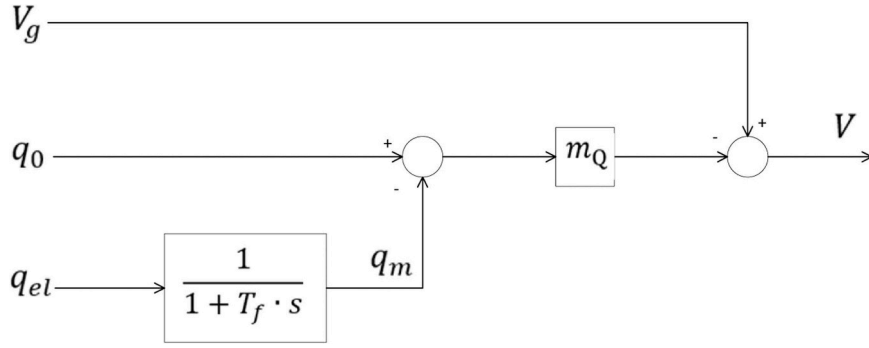 V_g
+
- + V
q_0 m_Q
-
1
q_el q_m
1 + T_f · s